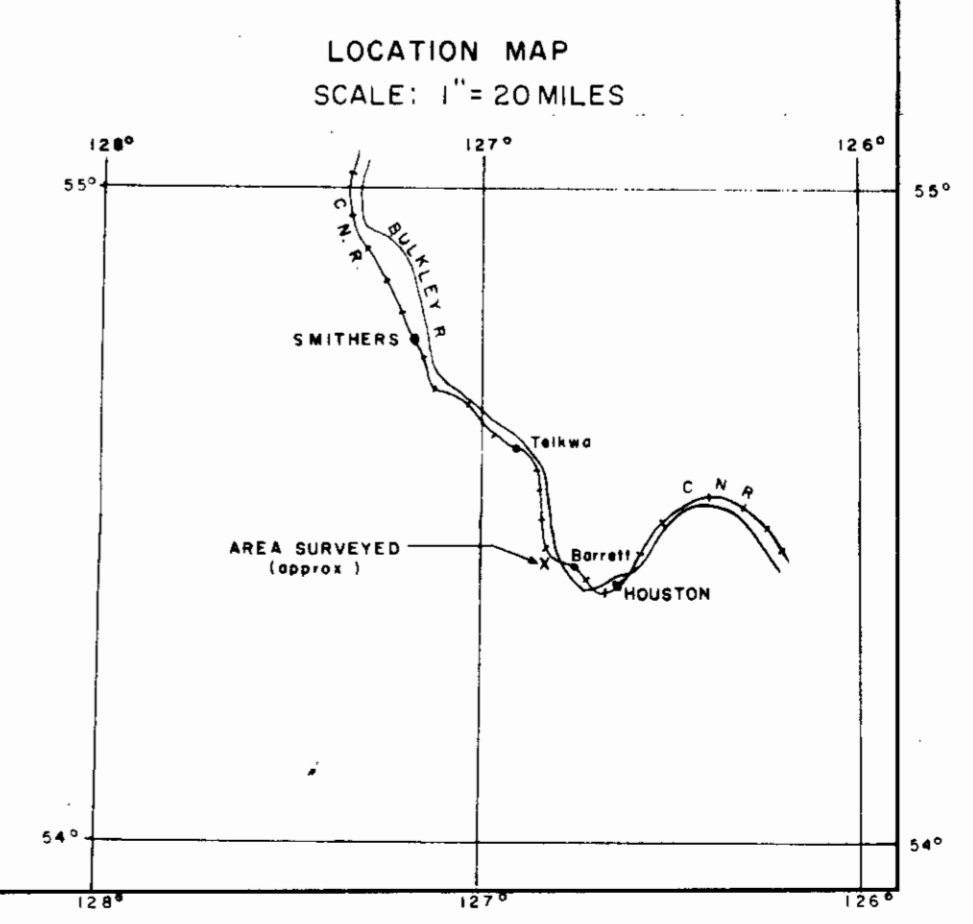 LOCATION MAP
SCALE: 1"= 20 MILES
128° 127° 126°
55° 55°
C. N. R.
BULKLEY R
SMITHERS
Telkwa
C N R
AREA SURVEYED
(approx )
Barrett
HOUSTON
54° 54°
128° 127° 126°